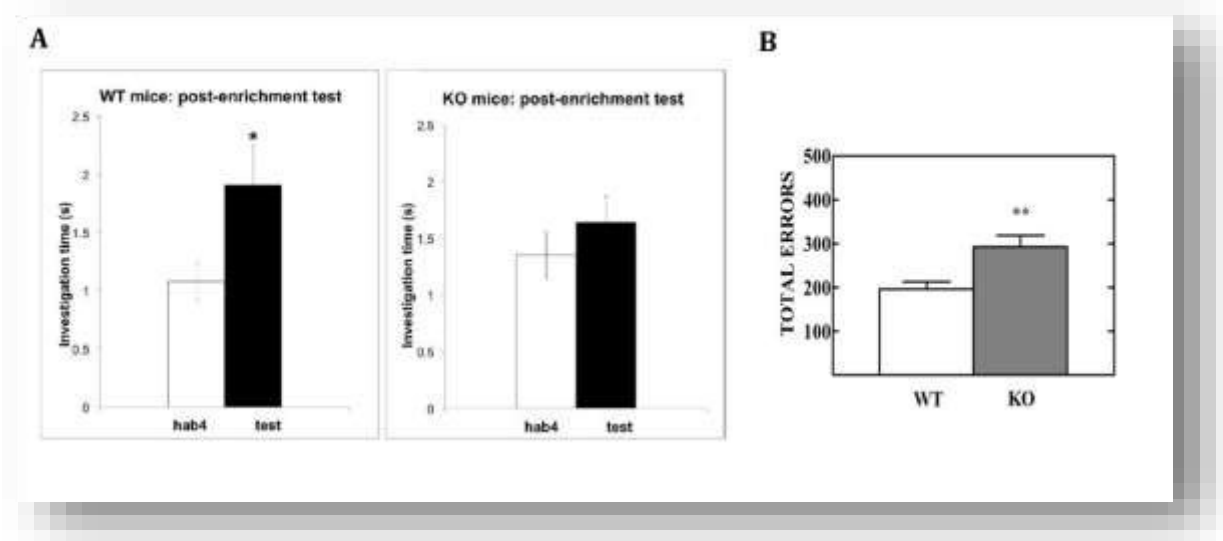 A
B
WT mice: post-enrichment test
2.5
2
1.5
1
0.5
0
Investigation time (s)
*
hab4 test
KO mice: post-enrichment test
2.5
2
1.5
1
0.5
0
Investigation time (s)
hab4 test
500
400
300
200
100
TOTAL ERRORS
**
WT KO